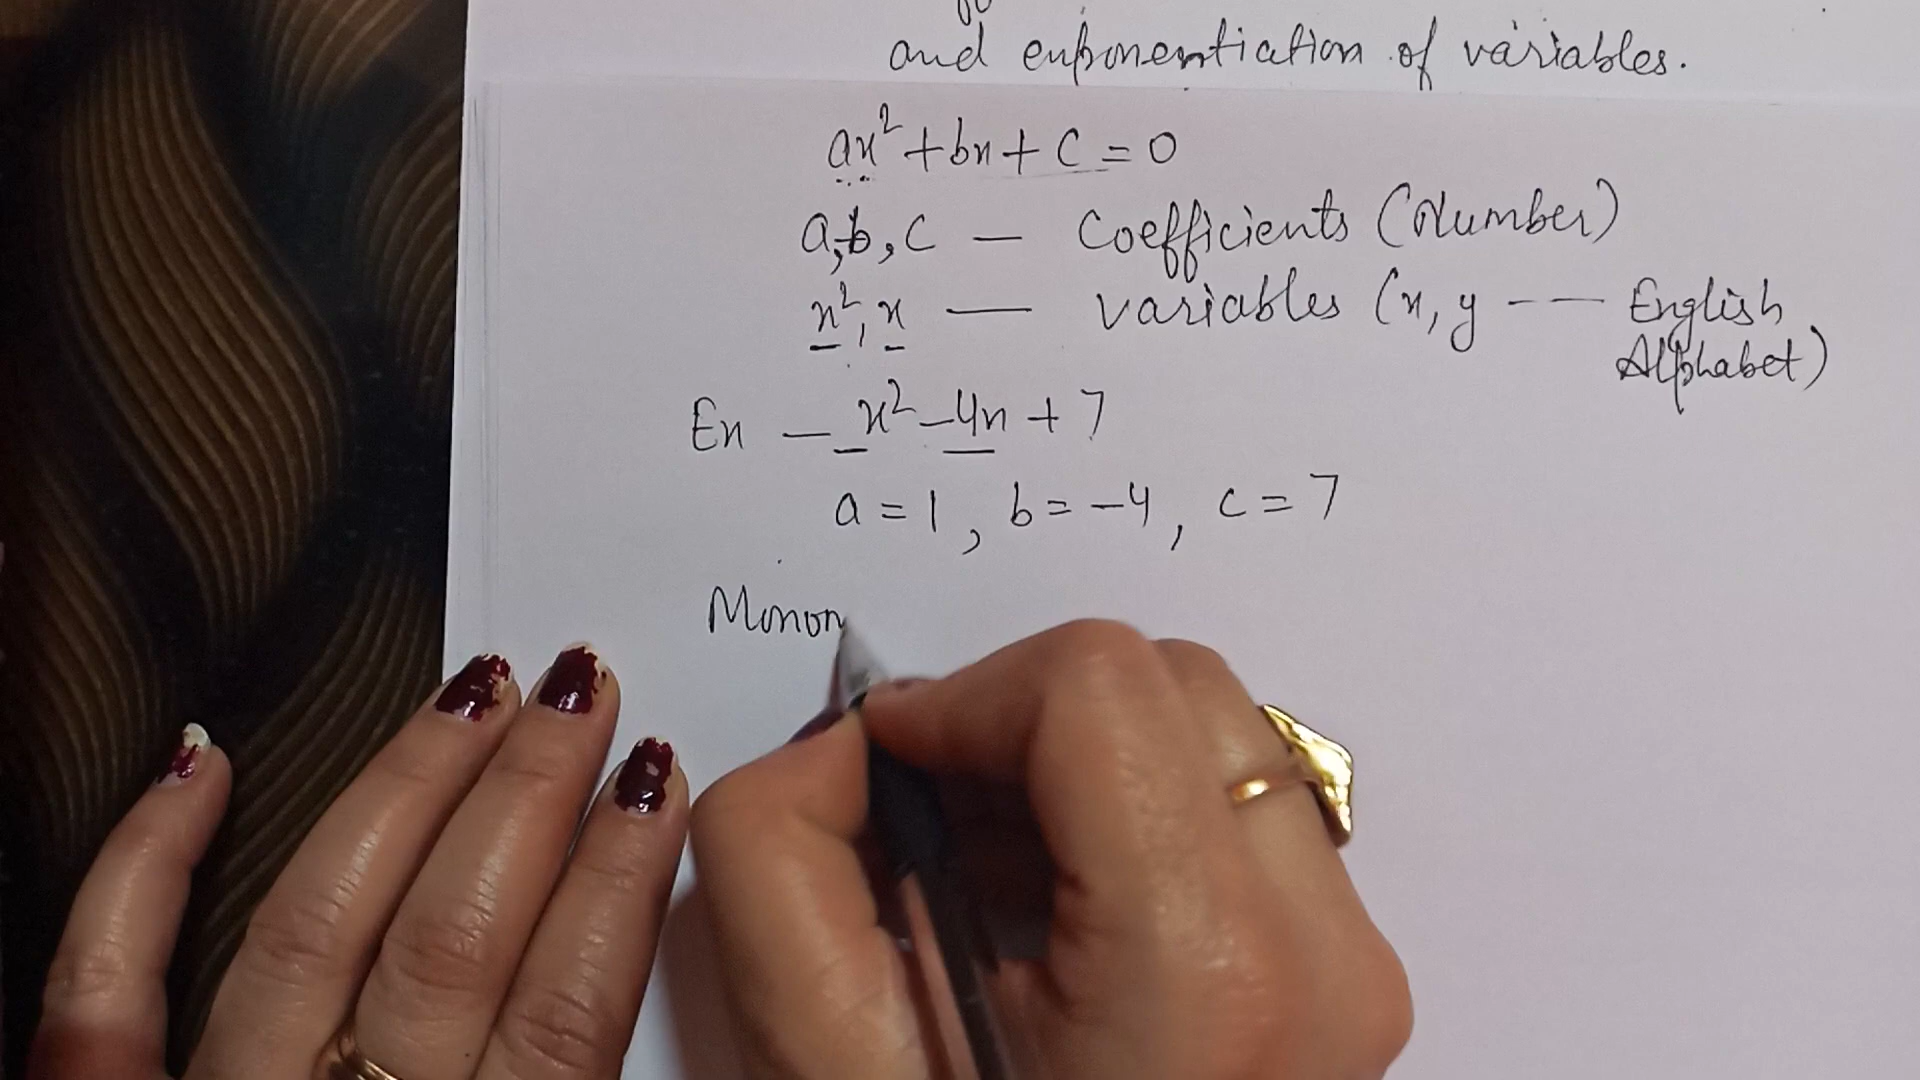 and exponentiation of variables.
ax² + bx + c = 0
a, b, c — Coefficients (Number)
x², x — variables (x, y --- English
Alphabet)
Ex — x² - 4x + 7
a = 1, b = -4, c = 7
Monom